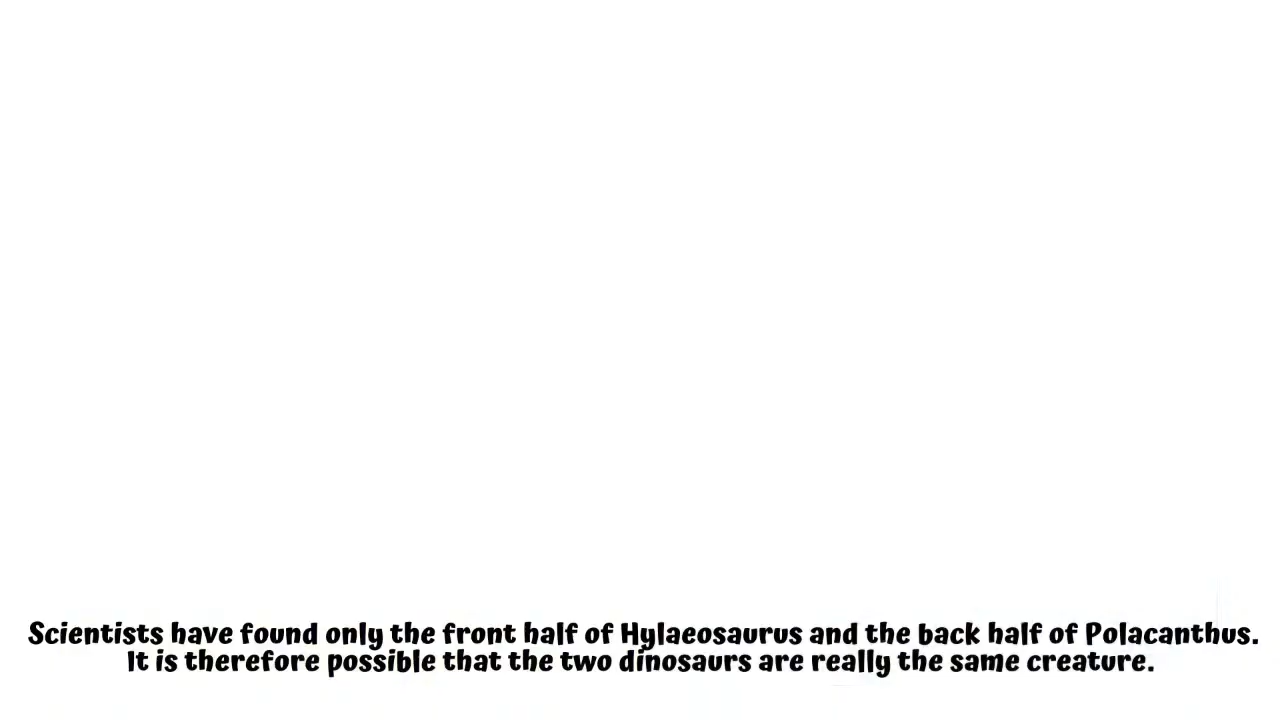 Scientists have found only the front half of Hylaeosaurus and the back half of Polacanthus.
It is therefore possible that the two dinosaurs are really the same creature.